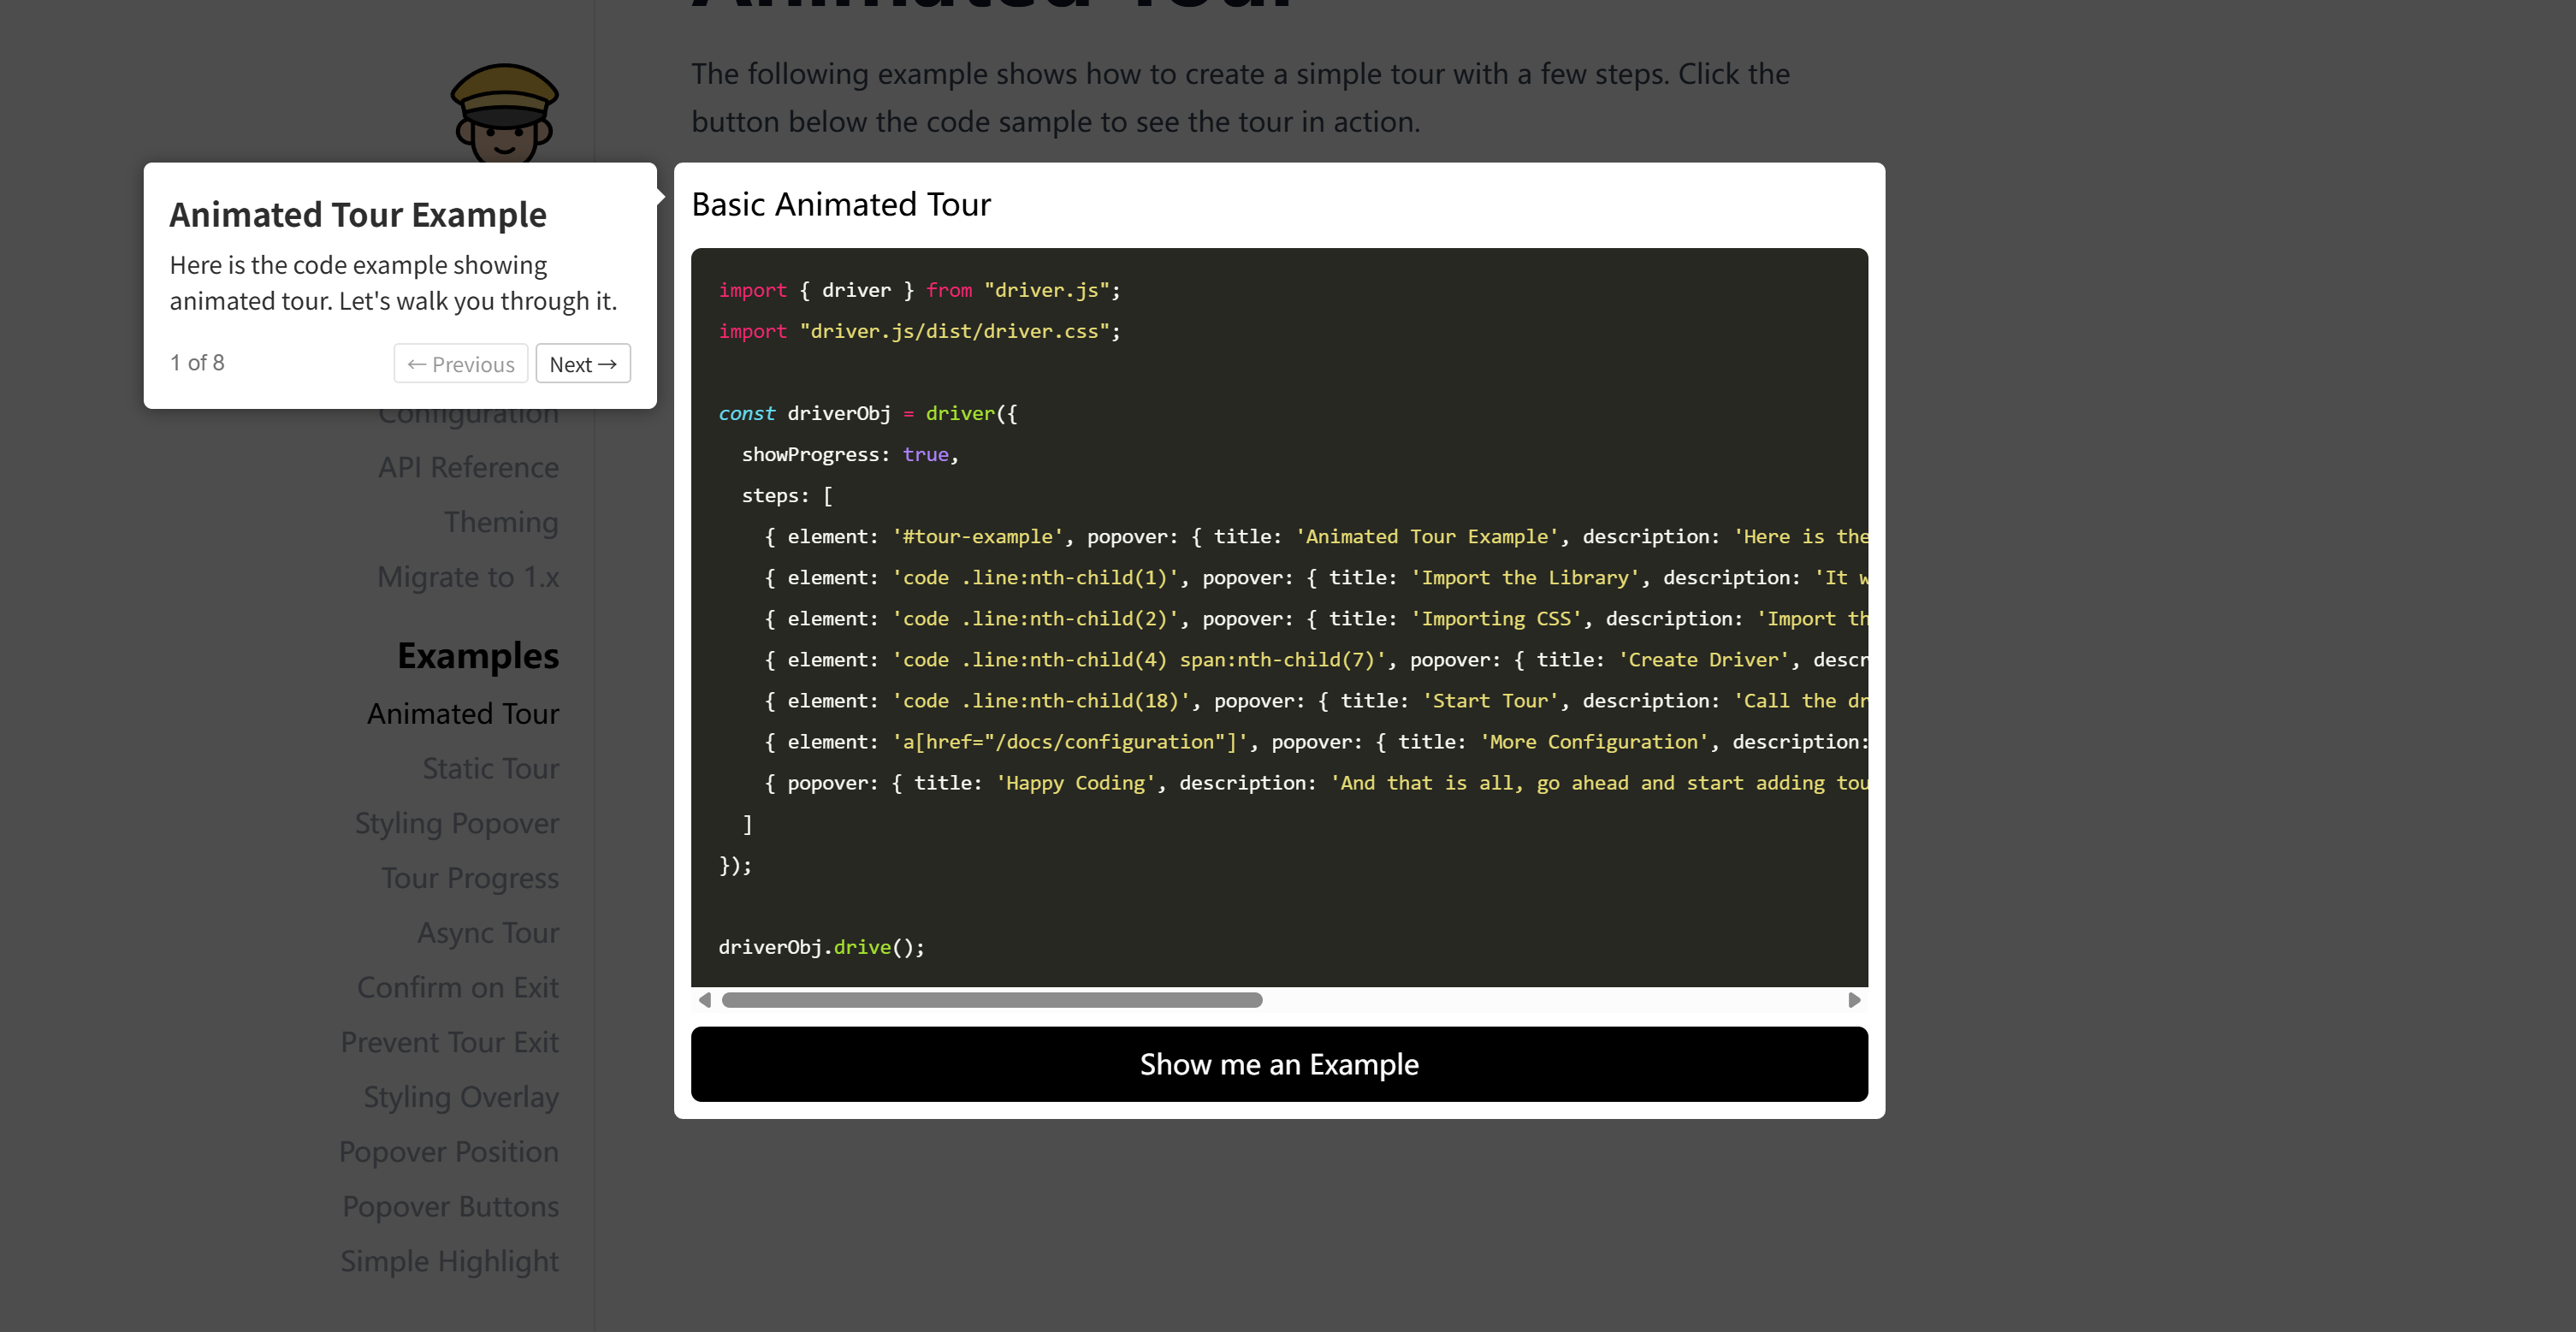 Animated Tour
The following example shows how to create a simple tour with a few steps. Click the
button below the code sample to see the tour in action.
Animated Tour Example
Here is the code example showing
animated tour. Let's walk you through it.
1 of 8
← Previous
Next →
Configuration
API Reference
Theming
Migrate to 1.x
Examples
Animated Tour
Static Tour
Styling Popover
Tour Progress
Async Tour
Confirm on Exit
Prevent Tour Exit
Styling Overlay
Popover Position
Popover Buttons
Simple Highlight
Basic Animated Tour
import { driver } from "driver.js";
import "driver.js/dist/driver.css";
const driverObj = driver({
  showProgress: true,
  steps: [
    { element: '#tour-example', popover: { title: 'Animated Tour Example', description: 'Here is the
    { element: 'code .line:nth-child(1)', popover: { title: 'Import the Library', description: 'It
    { element: 'code .line:nth-child(2)', popover: { title: 'Importing CSS', description: 'Import th
    { element: 'code .line:nth-child(4) span:nth-child(7)', popover: { title: 'Create Driver', descr
    { element: 'code .line:nth-child(18)', popover: { title: 'Start Tour', description: 'Call the dr
    { element: 'a[href="/docs/configuration"]', popover: { title: 'More Configuration', description:
    { popover: { title: 'Happy Coding', description: 'And that is all, go ahead and start adding tou
  ]
});
driverObj.drive();
Show me an Example